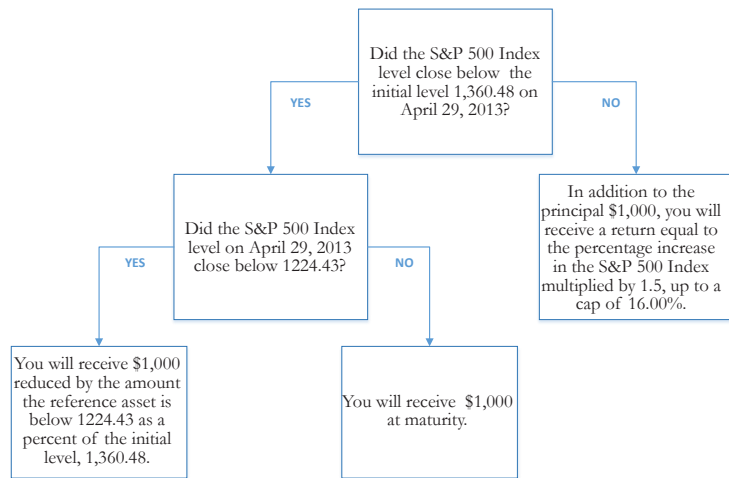 Did the S&P 500 Index
level close below the
initial level 1,360.48 on
April 29, 2013?
YES
NO
Did the S&P 500 Index
level on April 29, 2013
close below 1224.43?
In addition to the
principal $1,000, you will
receive a return equal to
the percentage increase
in the S&P 500 Index
multiplied by 1.5, up to a
cap of 16.00%.
YES
NO
You will receive $1,000
reduced by the amount
the reference asset is
below 1224.43 as a
percent of the initial
level, 1,360.48.
You will receive $1,000
at maturity.